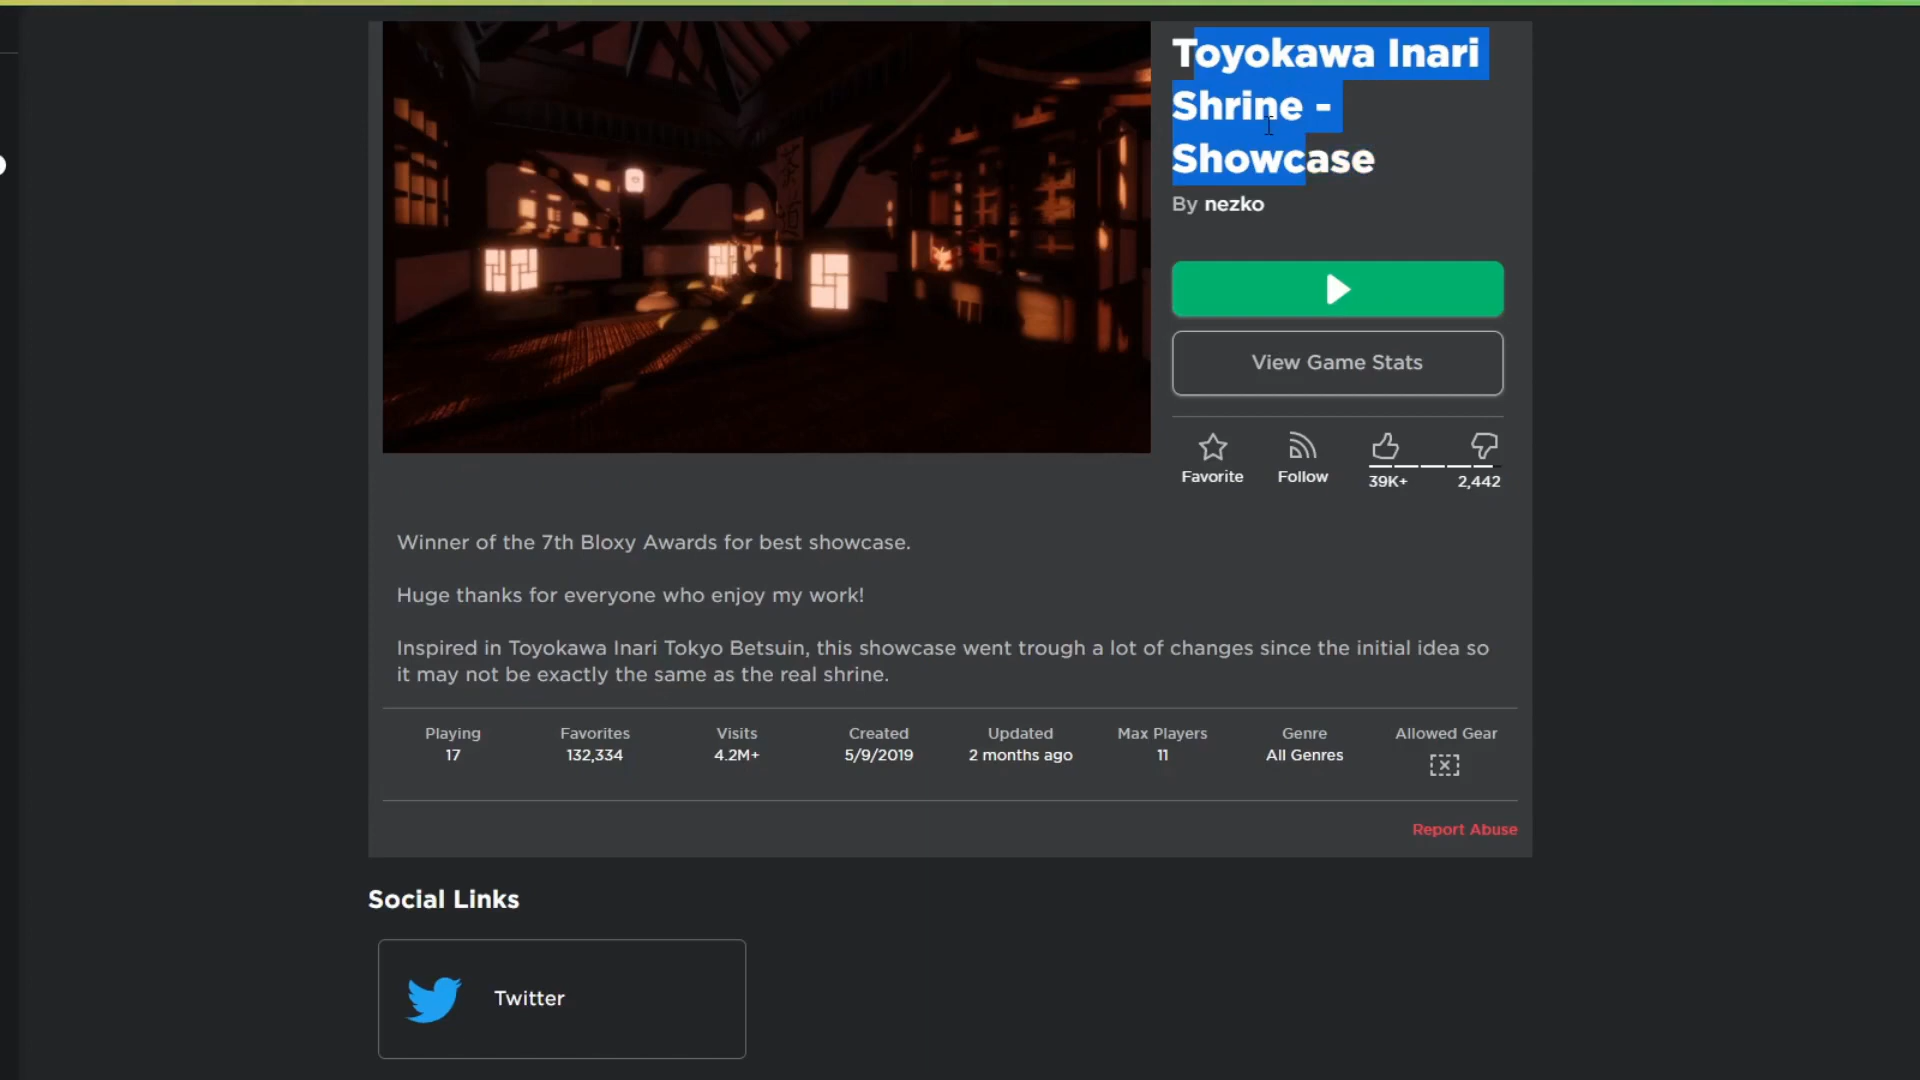 Toyokawa Inari
Shrine -
Showcase
By nezko
茶道
View Game Stats
Favorite
Follow
39K+
2,442
Winner of the 7th Bloxy Awards for best showcase.
Huge thanks for everyone who enjoy my work!
Inspired in Toyokawa Inari Tokyo Betsuin, this showcase went trough a lot of changes since the initial idea so
it may not be exactly the same as the real shrine.
Playing
Favorites
Visits
Created
Updated
Max Players
Genre
Allowed Gear
17
132,334
4.2M+
5/9/2019
2 months ago
11
All Genres
Report Abuse
Social Links
Twitter